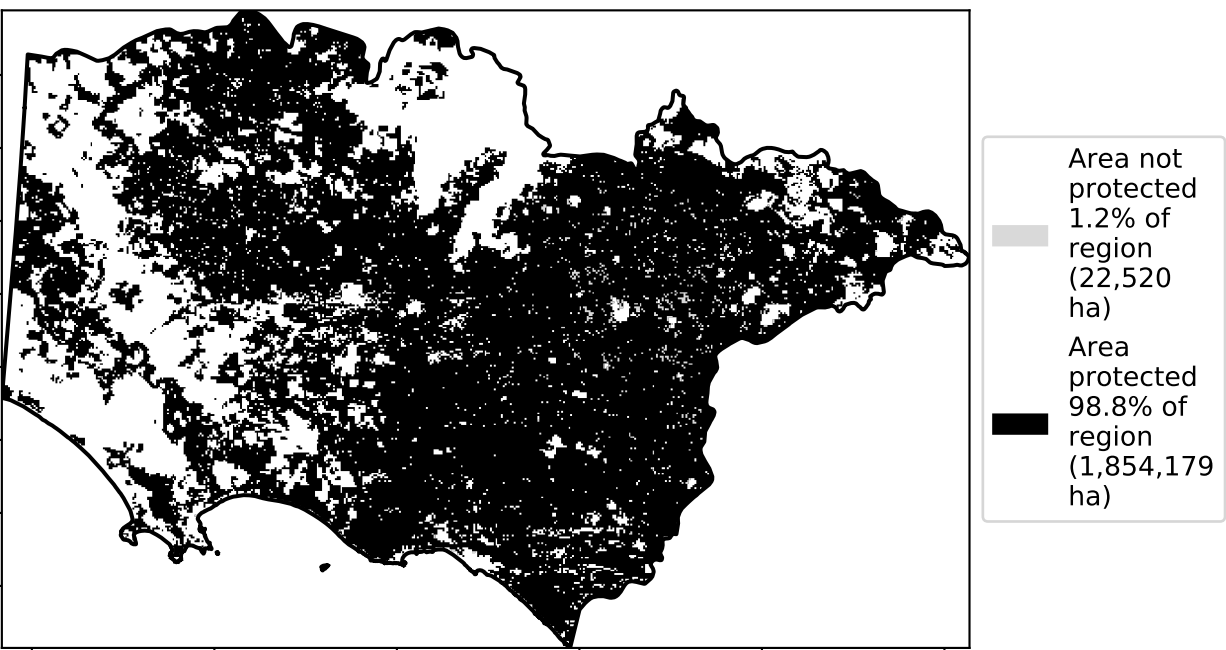 Area not
protected
1.2% of
region
(22,520
ha)
Area
protected
98.8% of
region
(1,854,179
ha)